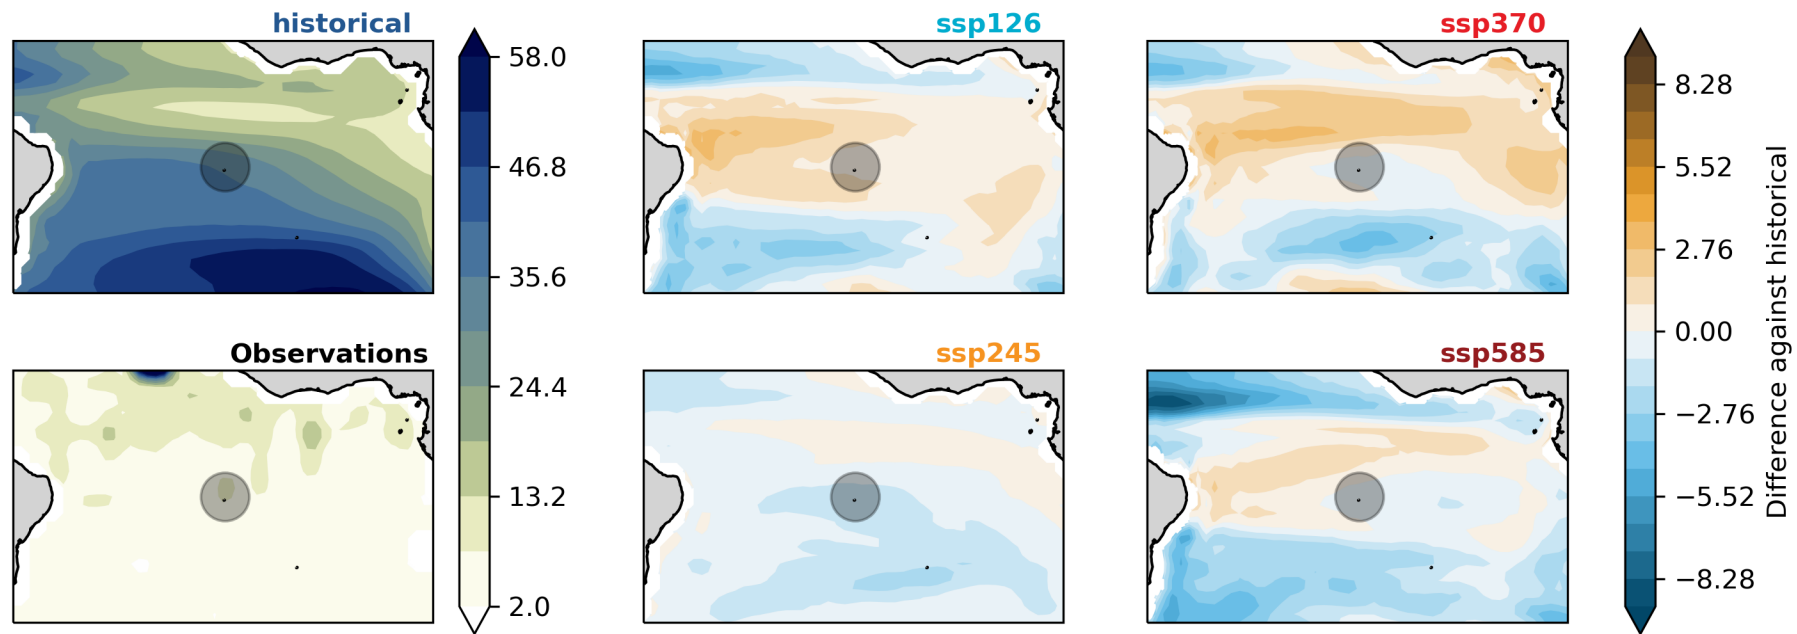 historical
ssp126
ssp370
58.0
46.8
35.6
24.4
13.2
2.0
8.28
5.52
2.76
0.00
−2.76
−5.52
−8.28
Difference against historical
Observations
ssp245
ssp585